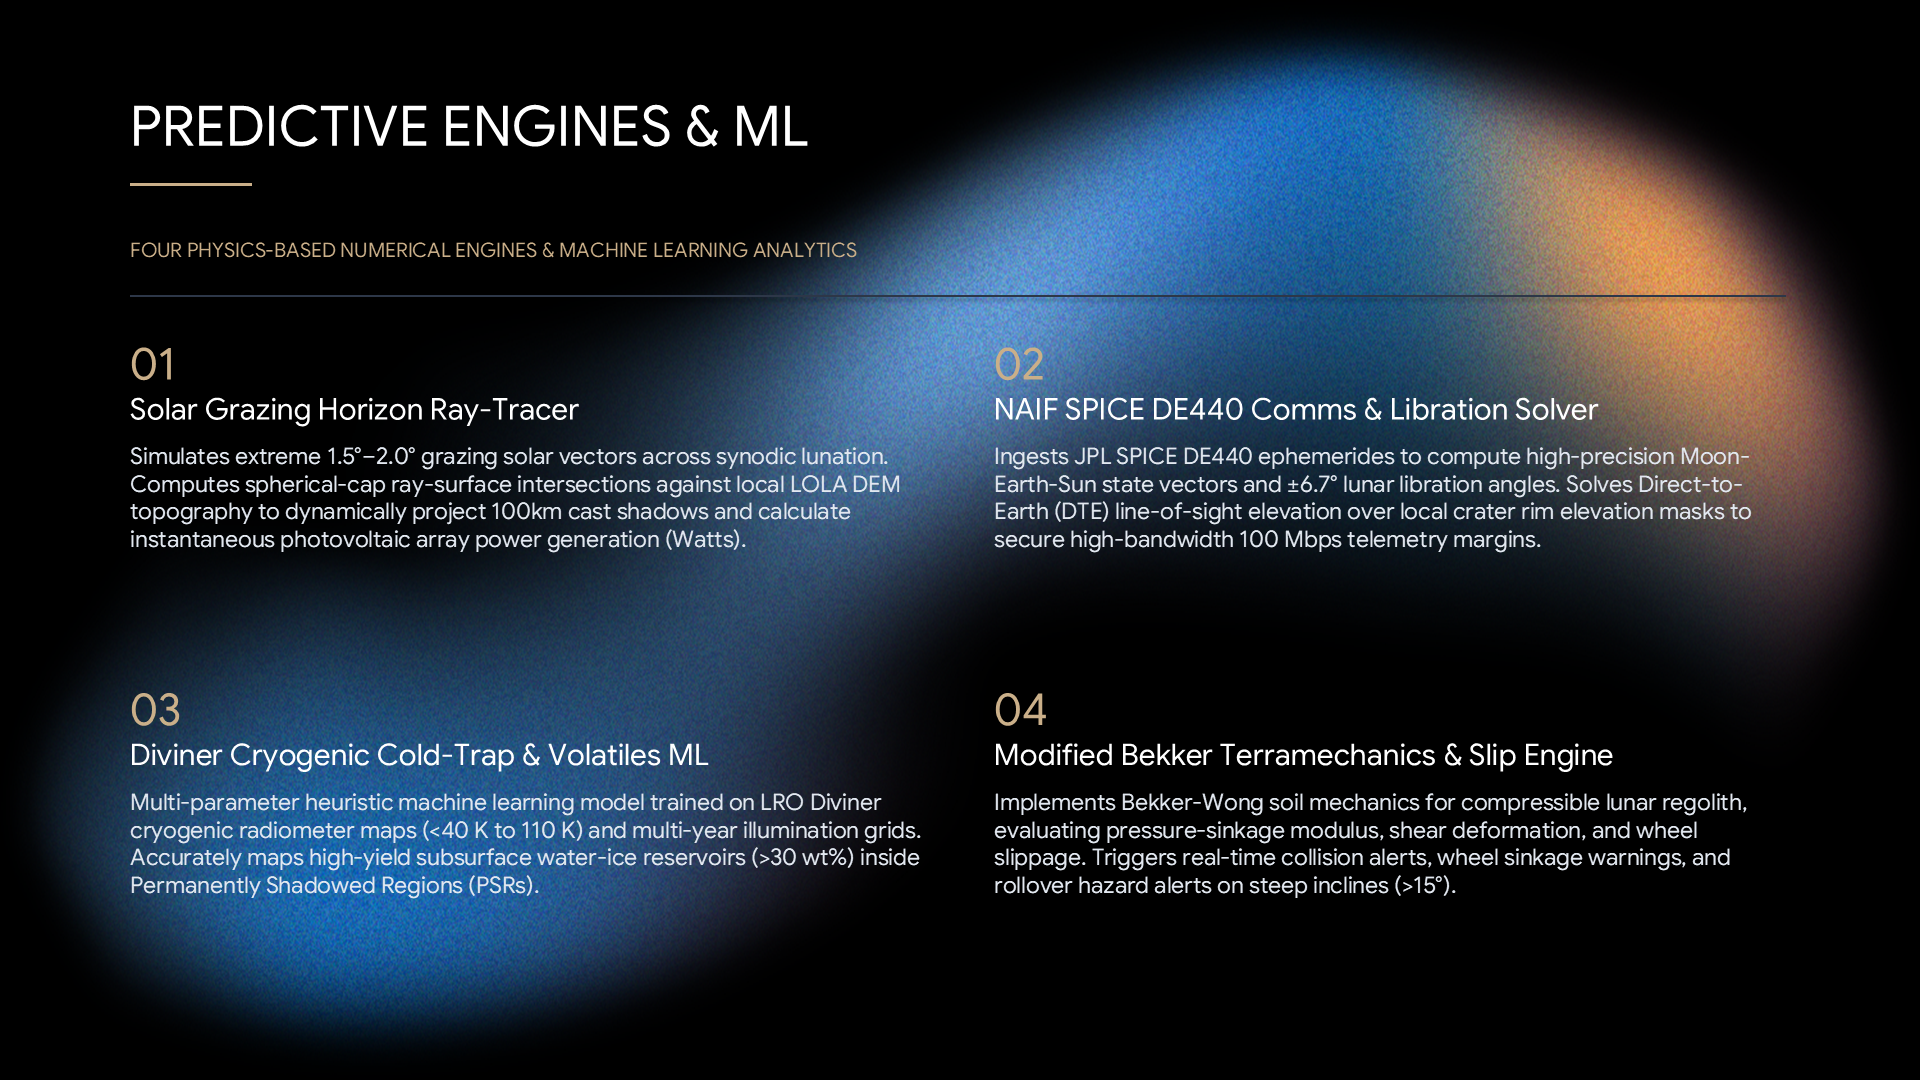 PREDICTIVE ENGINES & ML
FOUR PHYSICS-BASED NUMERICAL ENGINES & MACHINE LEARNING ANALYTICS
01
Solar Grazing Horizon Ray-Tracer
Simulates extreme 1.5°–2.0° grazing solar vectors across synodic lunation.
Computes spherical-cap ray-surface intersections against local LOLA DEM
topography to dynamically project 100km cast shadows and calculate
instantaneous photovoltaic array power generation (Watts).
02
NAIF SPICE DE440 Comms & Libration Solver
Ingests JPL SPICE DE440 ephemerides to compute high-precision Moon-
Earth-Sun state vectors and ±6.7° lunar libration angles. Solves Direct-to-
Earth (DTE) line-of-sight elevation over local crater rim elevation masks to
secure high-bandwidth 100 Mbps telemetry margins.
03
Diviner Cryogenic Cold-Trap & Volatiles ML
Multi-parameter heuristic machine learning model trained on LRO Diviner
cryogenic radiometer maps (<40 K to 110 K) and multi-year illumination grids.
Accurately maps high-yield subsurface water-ice reservoirs (>30 wt%) inside
Permanently Shadowed Regions (PSRs).
04
Modified Bekker Terramechanics & Slip Engine
Implements Bekker-Wong soil mechanics for compressible lunar regolith,
evaluating pressure-sinkage modulus, shear deformation, and wheel
slippage. Triggers real-time collision alerts, wheel sinkage warnings, and
rollover hazard alerts on steep inclines (>15°).